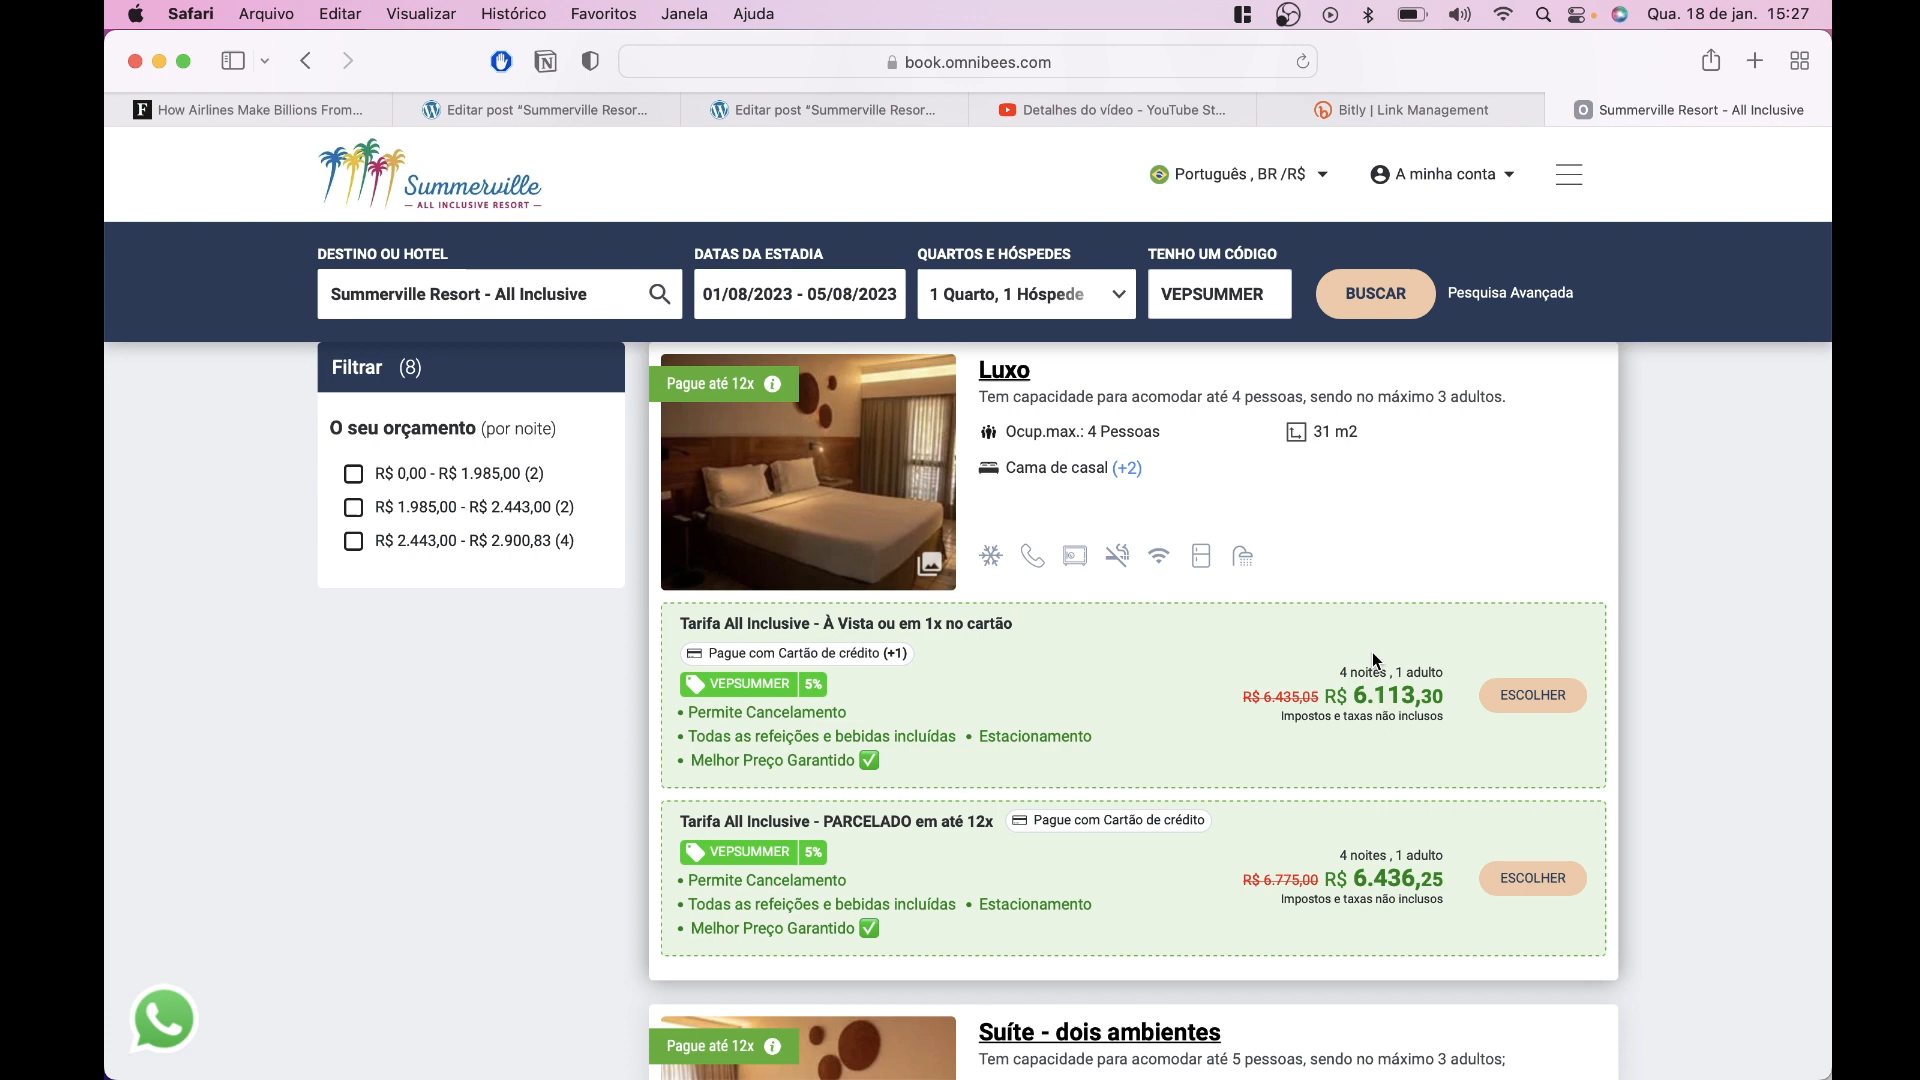 Safari Arquivo Editar Visualizar Histórico Favoritos Janela Ajuda Qua. 18 de jan. 15:27
book.omnibees.com
How Airlines Make Billions From... Editar post “Summerville Resor... Editar post “Summerville Resor... Detalhes do vídeo - YouTube St... Bitly | Link Management Summerville Resort - All Inclusive
Summerville
ALL INCLUSIVE RESORT
Português , BR /R$ A minha conta
DESTINO OU HOTEL DATAS DA ESTADIA QUARTOS E HÓSPEDES TENHO UM CÓDIGO
Summerville Resort - All Inclusive 01/08/2023 - 05/08/2023 1 Quarto, 1 Hóspede VEPSUMMER BUSCAR Pesquisa Avançada
Filtrar (8)
O seu orçamento (por noite)
R$ 0,00 - R$ 1.985,00 (2)
R$ 1.985,00 - R$ 2.443,00 (2)
R$ 2.443,00 - R$ 2.900,83 (4)
Pague até 12x
Luxo
Tem capacidade para acomodar até 4 pessoas, sendo no máximo 3 adultos.
Ocup.max.: 4 Pessoas 31 m2
Cama de casal (+2)
Tarifa All Inclusive - À Vista ou em 1x no cartão
Pague com Cartão de crédito (+1)
VEPSUMMER 5%
• Permite Cancelamento
• Todas as refeições e bebidas incluídas • Estacionamento
• Melhor Preço Garantido ✅
4 noites , 1 adulto
R$ 6.435,05 R$ 6.113,30
Impostos e taxas não inclusos
ESCOLHER
Tarifa All Inclusive - PARCELADO em até 12x Pague com Cartão de crédito
VEPSUMMER 5%
• Permite Cancelamento
• Todas as refeições e bebidas incluídas • Estacionamento
• Melhor Preço Garantido ✅
4 noites , 1 adulto
R$ 6.775,00 R$ 6.436,25
Impostos e taxas não inclusos
ESCOLHER
Pague até 12x
Suíte - dois ambientes
Tem capacidade para acomodar até 5 pessoas, sendo no máximo 3 adultos;